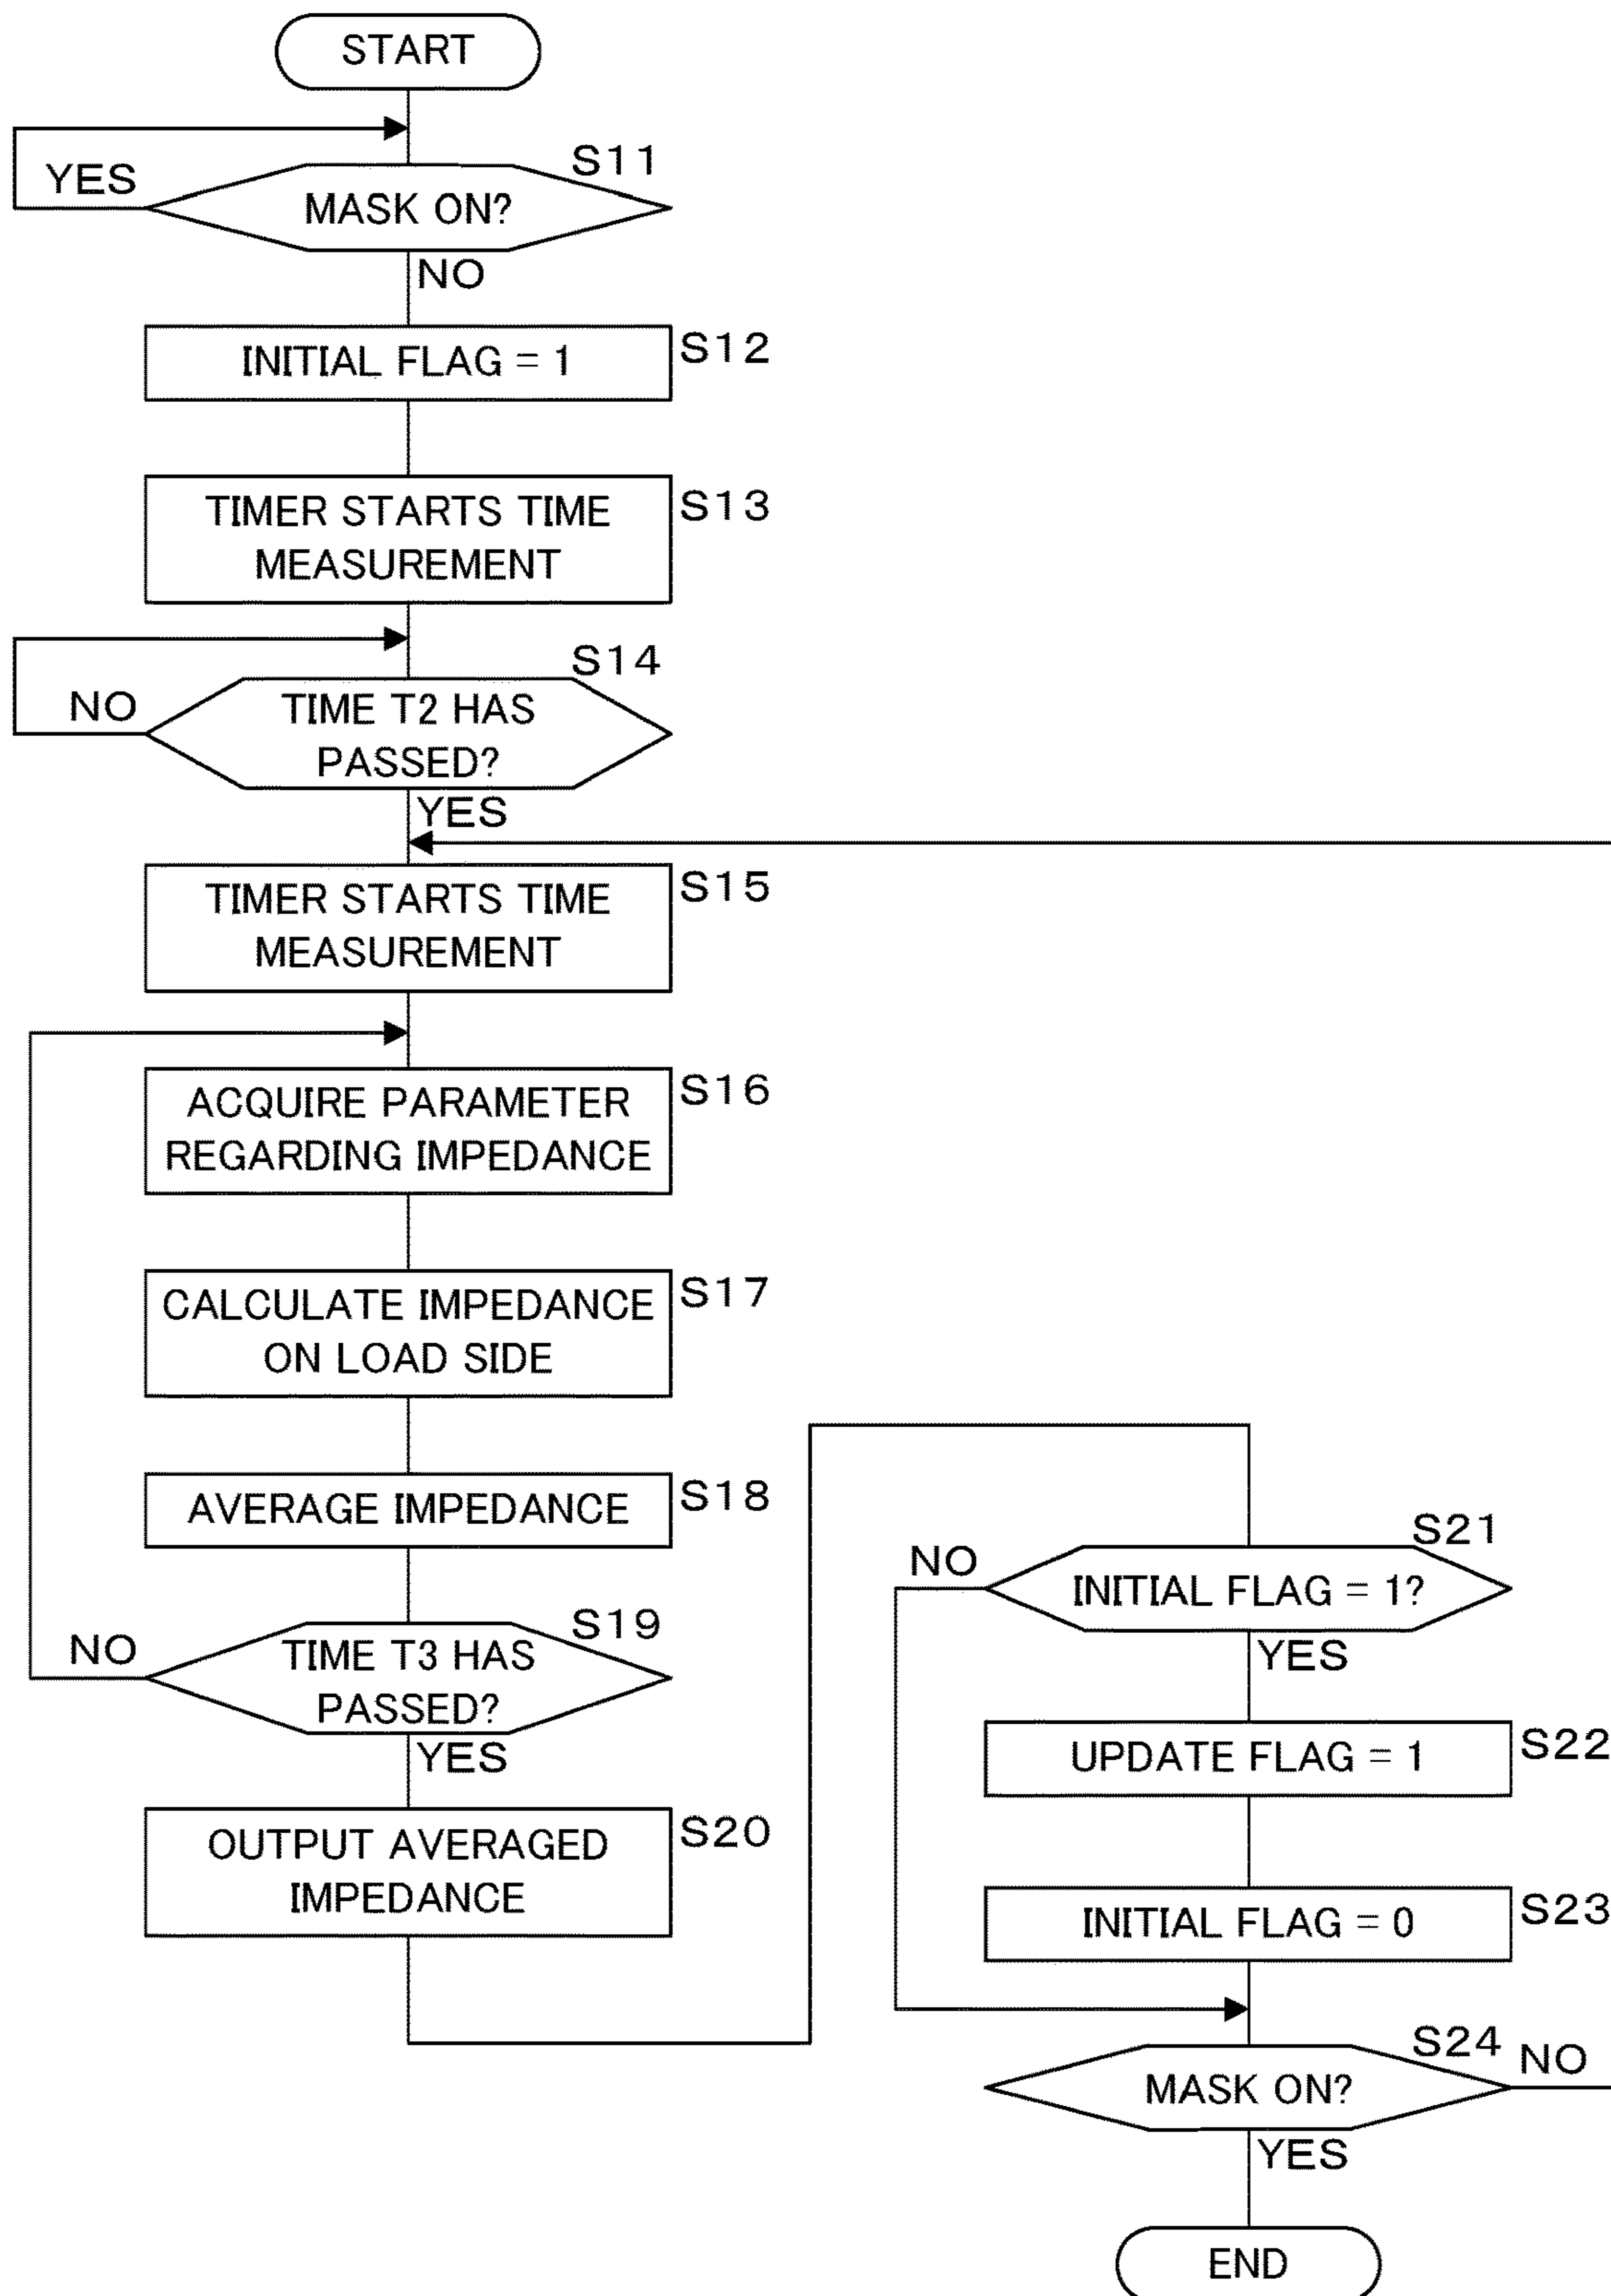 START
YES
S11
MASK ON?
NO
INITIAL FLAG = 1
S12
TIMER STARTS TIME
MEASUREMENT
S13
S14
NO
TIME T2 HAS
PASSED?
YES
TIMER STARTS TIME
MEASUREMENT
S15
ACQUIRE PARAMETER
REGARDING IMPEDANCE
S16
CALCULATE IMPEDANCE
ON LOAD SIDE
S17
AVERAGE IMPEDANCE
S18
S19
NO
TIME T3 HAS
PASSED?
YES
OUTPUT AVERAGED
IMPEDANCE
S20
S21
NO
INITIAL FLAG = 1?
YES
UPDATE FLAG = 1
S22
INITIAL FLAG = 0
S23
S24
MASK ON?
NO
YES
END